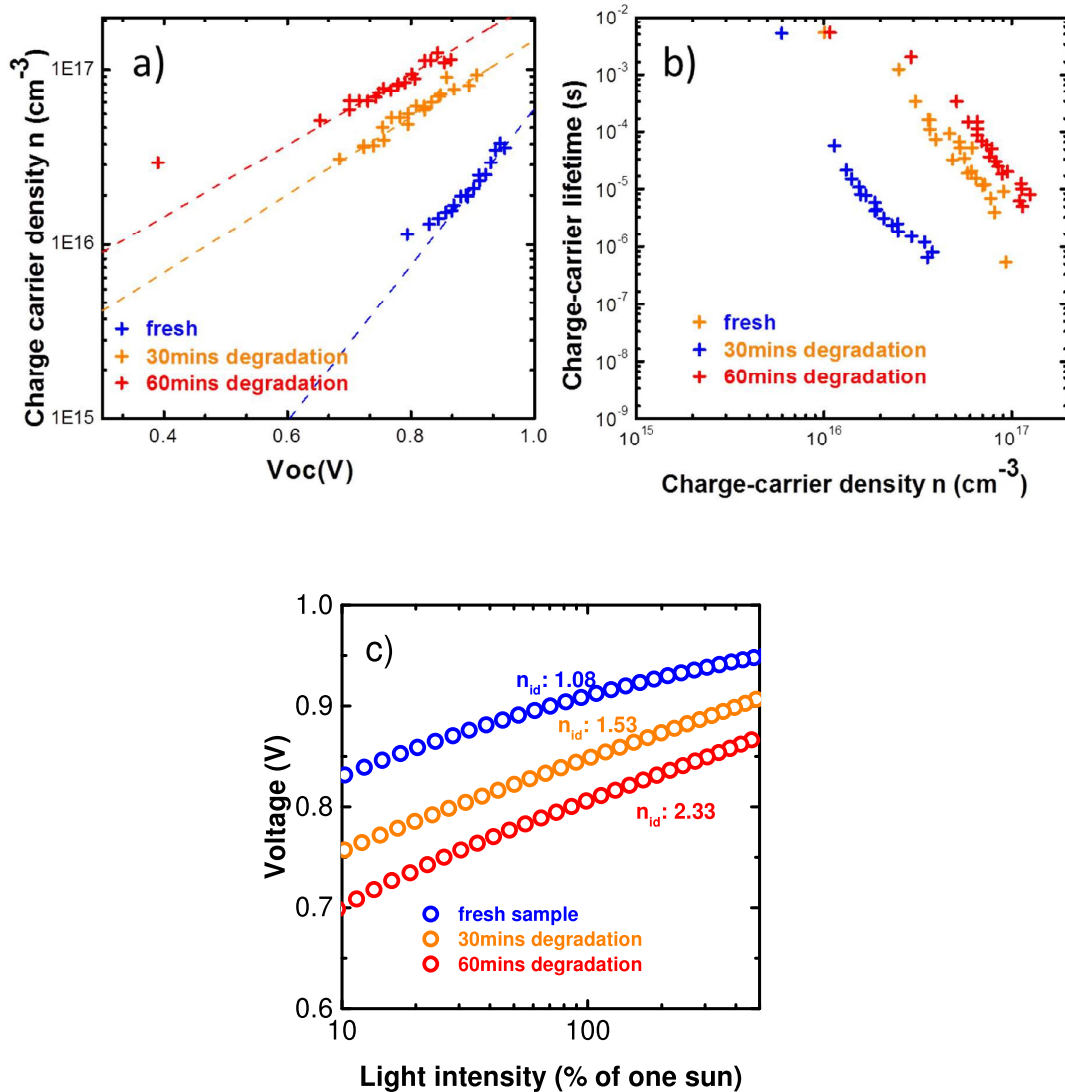 a)
Charge carrier density n (cm-3)
1E17
1E16
1E15
fresh
30mins degradation
60mins degradation
0.4
0.6
0.8
1.0
Voc(V)
b)
Charge-carrier lifetime (s)
10-2
10-3
10-4
10-5
10-6
10-7
10-8
10-9
fresh
30mins degradation
60mins degradation
1015
1016
1017
Charge-carrier density n (cm-3)
c)
Voltage (V)
1.0
0.9
0.8
0.7
0.6
nid: 1.08
nid: 1.53
nid: 2.33
fresh sample
30mins degradation
60mins degradation
10
100
Light intensity (% of one sun)